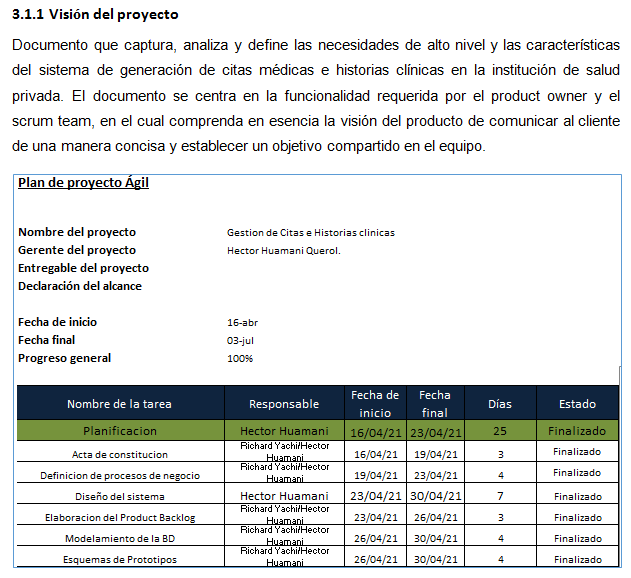 3.1.1 Visión del proyecto
Documento que captura, analiza y define las necesidades de alto nivel y las características
del sistema de generación de citas médicas e historias clínicas en la institución de salud
privada. El documento se centra en la funcionalidad requerida por el product owner y el
scrum team, en el cual comprenda en esencia la visión del producto de comunicar al cliente
de una manera concisa y establecer un objetivo compartido en el equipo.
Plan de proyecto Ágil
Nombre del proyecto Gestion de Citas e Historias clinicas
Gerente del proyecto Hector Huamani Querol.
Entregable del proyecto
Declaración del alcance
Fecha de inicio 16-abr
Fecha final 03-jul
Progreso general 100%
Nombre de la tarea Responsable Fecha de inicio Fecha final Días Estado
Planificacion Hector Huamani 16/04/21 23/04/21 25 Finalizado
Acta de constitucion Richard Yachi/Hector Huamani 16/04/21 19/04/21 3 Finalizado
Definicion de procesos de negocio Richard Yachi/Hector Huamani 19/04/21 23/04/21 4 Finalizado
Diseño del sistema Hector Huamani 23/04/21 30/04/21 7 Finalizado
Elaboracion del Product Backlog Richard Yachi/Hector Huamani 23/04/21 26/04/21 3 Finalizado
Modelamiento de la BD Richard Yachi/Hector Huamani 26/04/21 30/04/21 4 Finalizado
Esquemas de Prototipos Richard Yachi/Hector Huamani 26/04/21 30/04/21 4 Finalizado